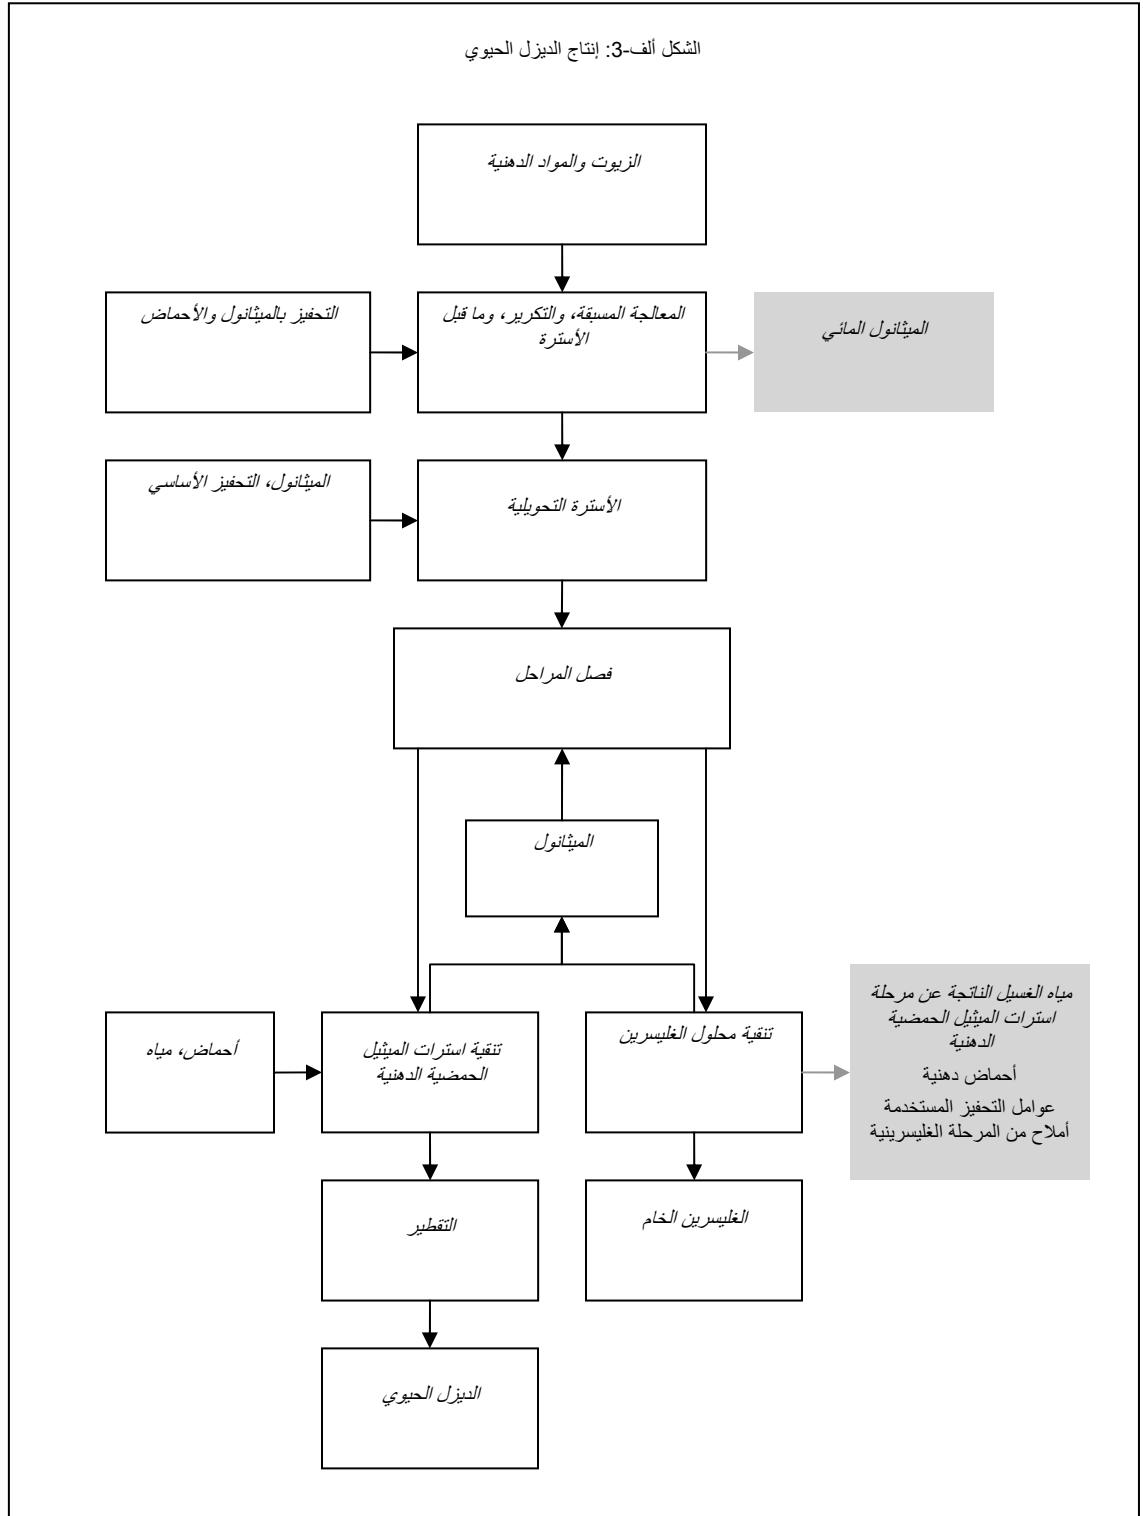 الشكل ألف-3: إنتاج الديزل الحيوي
الزيوت والمواد الدهنية
التحفيز بالميثانول والأحماض
المعالجة المسبقة، والتكرير، وما قبل
الأسترة
الميثانول المائي
الميثانول، التحفيز الأساسي
الأسترة التحويلية
فصل المراحل
الميثانول
أحماض، مياه
تنقية استرات الميثيل
الحمضية الدهنية
تنقية محلول الغليسرين
مياه الغسيل الناتجة عن مرحلة
استرات الميثيل الحمضية
الدهنية
أحماض دهنية
عوامل التحفيز المستخدمة
أملاح من المرحلة الغليسرينية
التقطير
الغليسرين الخام
الديزل الحيوي